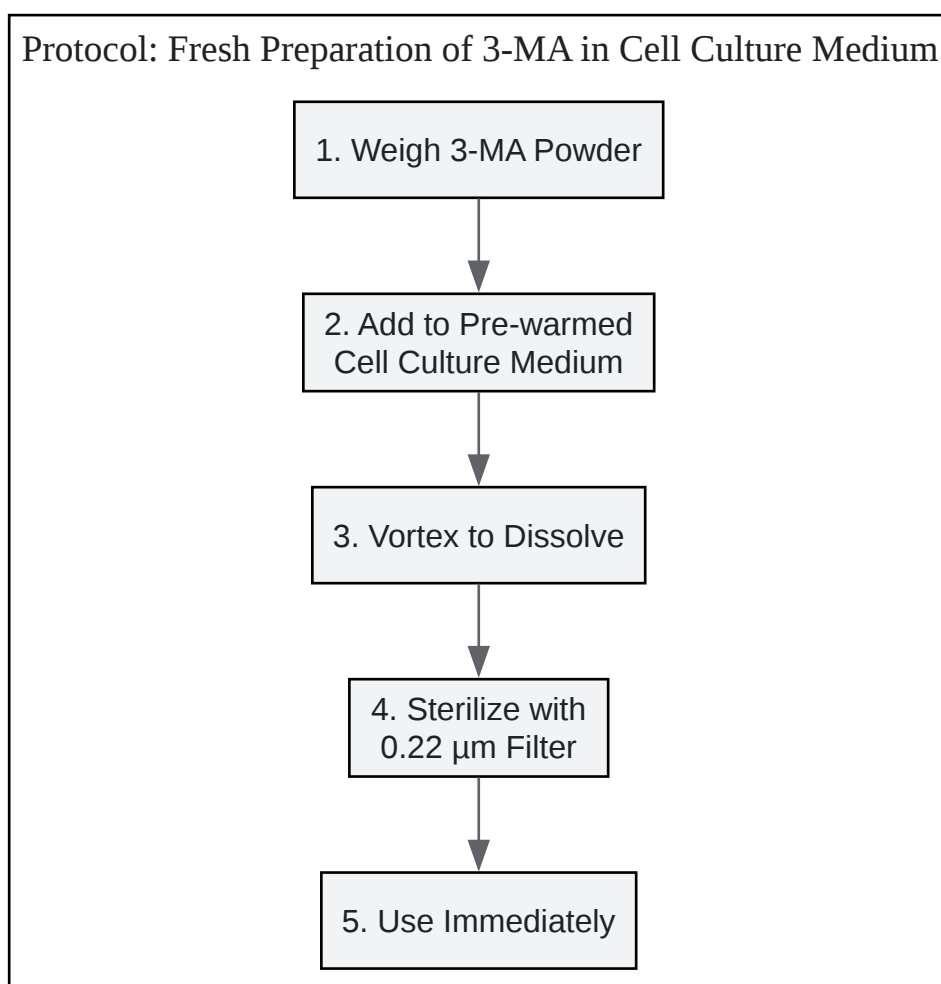 Protocol: Fresh Preparation of 3-MA in Cell Culture Medium
1. Weigh 3-MA Powder
2. Add to Pre-warmed
Cell Culture Medium
3. Vortex to Dissolve
4. Sterilize with
0.22 µm Filter
5. Use Immediately